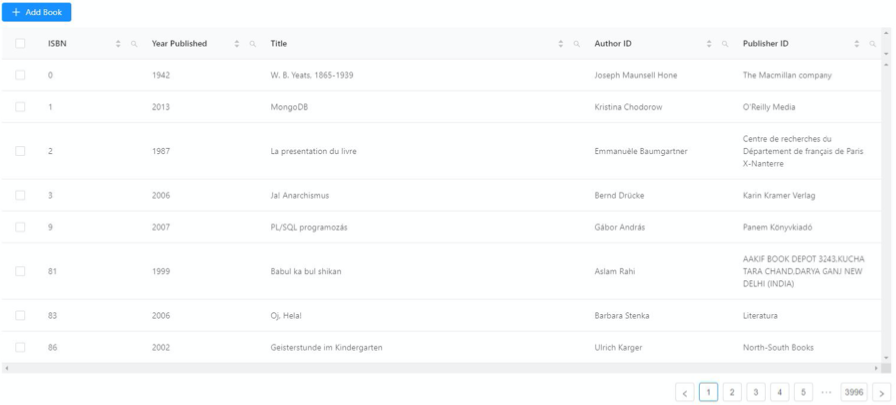 + Add Book
ISBN Year Published Title Author ID Publisher ID
0 1942 W. B. Yeats, 1865-1939 Joseph Maunsell Hone The Macmillan company
1 2013 MongoDB Kristina Chodorow O'Reilly Media
2 1987 La presentation du livre Emmanuèle Baumgartner Centre de recherches du
Département de français de Paris
X-Nanterre
3 2006 Ja! Anarchismus Bernd Drücke Karin Kramer Verlag
9 2007 PL/SQL programozás Gábor András Panem Könyvkiadó
81 1999 Babul ka bul shikan Aslam Rahi AAKIF BOOK DEPOT 3243,KUCHA
TARA CHAND,DARYA GANJ NEW
DELHI (INDIA)
83 2006 Oj, Hela! Barbara Stenka Literatura
86 2002 Geisterstunde im Kindergarten Ulrich Karger North-South Books
< 1 2 3 4 5 ··· 3996 >